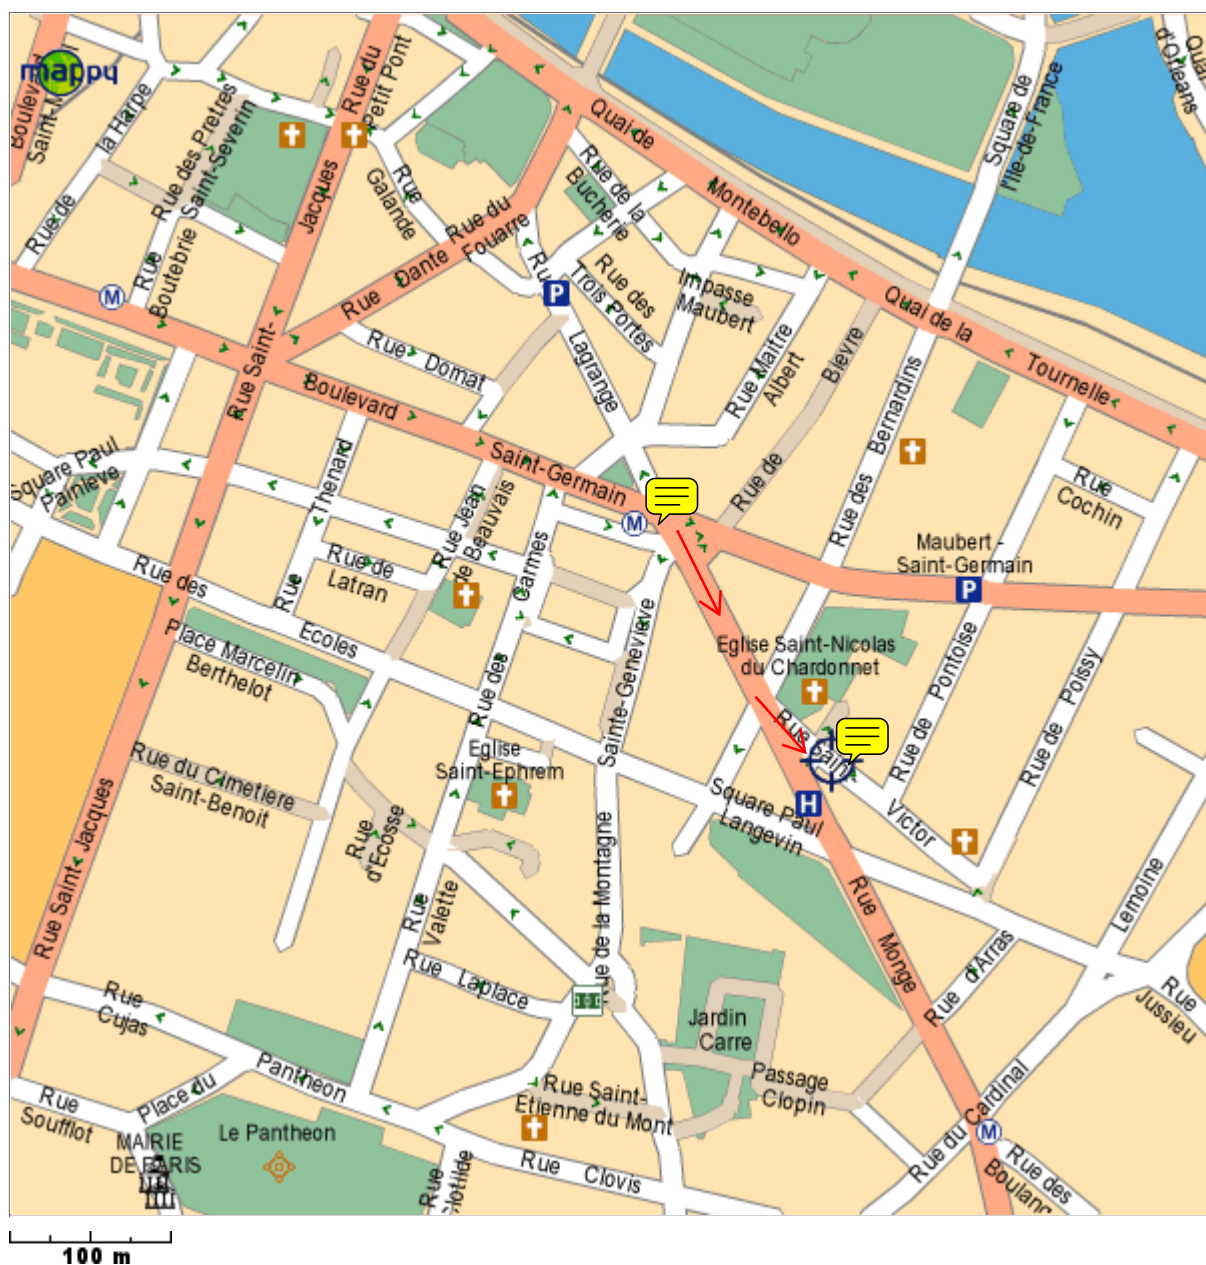 mappy
Boulevard
Saint-M
Rue de
la Harpe
Rue des Pretres
Saint-Severin
Rue
Boutebrie
Rue du
Petit Pont
Jacques
Rue Saint-
Rue
Galande
Rue Dante
Rue du
Fouarre
Rue
Lagrange
P
Rue de la
Bucherie
Rue des
Trois Portes
Impasse
Maubert
Rue Maitre
Albert
Rue de
Bievre
Quai de
Montebello
Quai de la
Tournelle
Square de
l'Ile-de-France
Quai
d'Orleans
M
Rue Domat
Boulevard
Saint-Germain
Rue des Bernardins
Rue
Cochin
Maubert -
Saint-Germain
P
M
Square Paul
Painleve
Rue Thenard
Rue Jean
de Beauvais
Rue de
Latran
Rue des
Ecoles
Rue des Carmes
Place Marcelin
Berthelot
Eglise Saint-Nicolas
du Chardonnet
Rue
Victor
Rue de Pontoise
Rue de Poissy
Rue du Cimetiere
Saint-Benoit
Eglise
Saint-Ephrem
Rue
d'Ecosse
Rue
Valette
Rue de la Montagne
Sainte-Genevieve
Square Paul
Langevin
H
Rue Monge
Rue Saint-Jacques
Rue Laplace
Rue
Cujas
Jardin
Carre
Passage
Clopin
Rue d'Arras
Lemoine
Rue du Cardinal
Rue
Jussieu
Place du
Pantheon
Rue
Soufflot
MAIRIE
DE PARIS
Le Pantheon
Rue Saint-
Etienne du Mont
Rue Clovis
Rue
lotilde
M
Rue des
Boulang
100 m